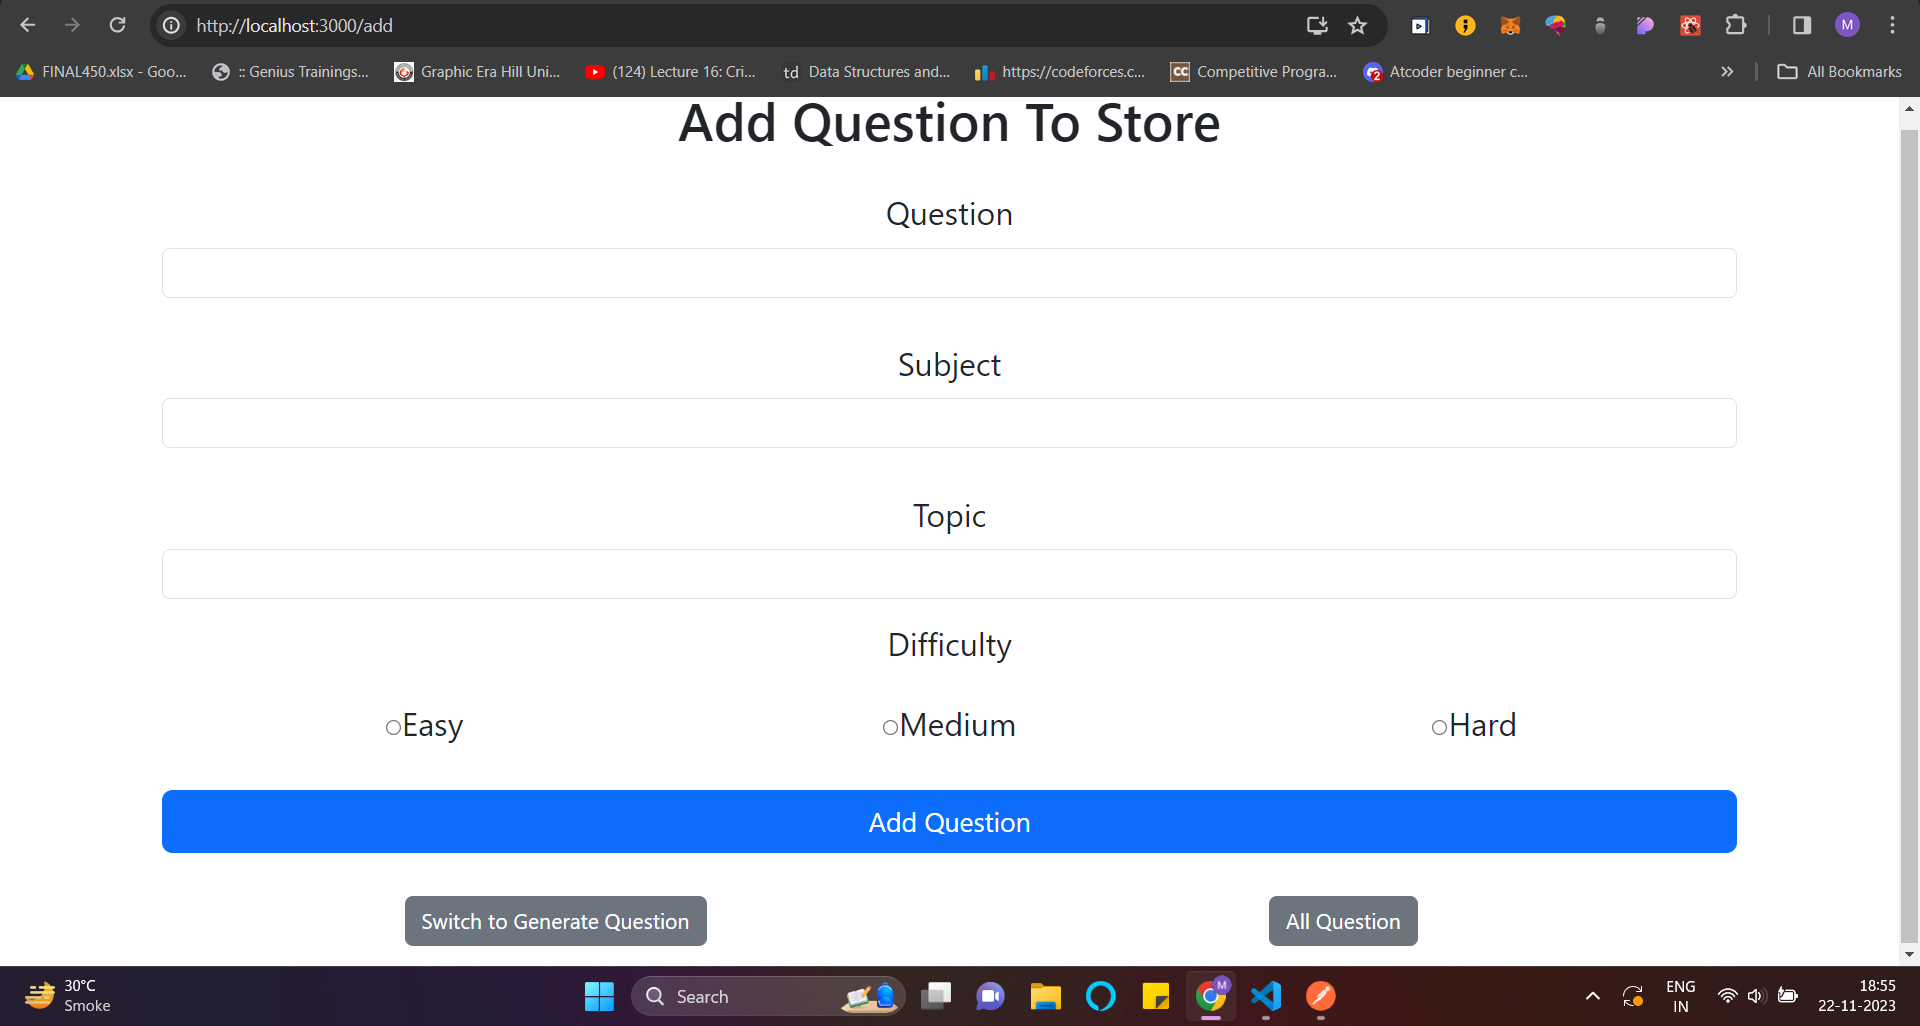 http://localhost:3000/add
M
FINAL450.xlsx - Goo...
:: Genius Trainings...
Graphic Era Hill Uni...
(124) Lecture 16: Cri...
td Data Structures and...
https://codeforces.c...
CC Competitive Progra...
2 Atcoder beginner c...
All Bookmarks
Add Question To Store
Question
Subject
Topic
Difficulty
Easy Medium Hard
Add Question
Switch to Generate Question All Question
30°C
Smoke
Search
M
ENG
IN
18:55
22-11-2023